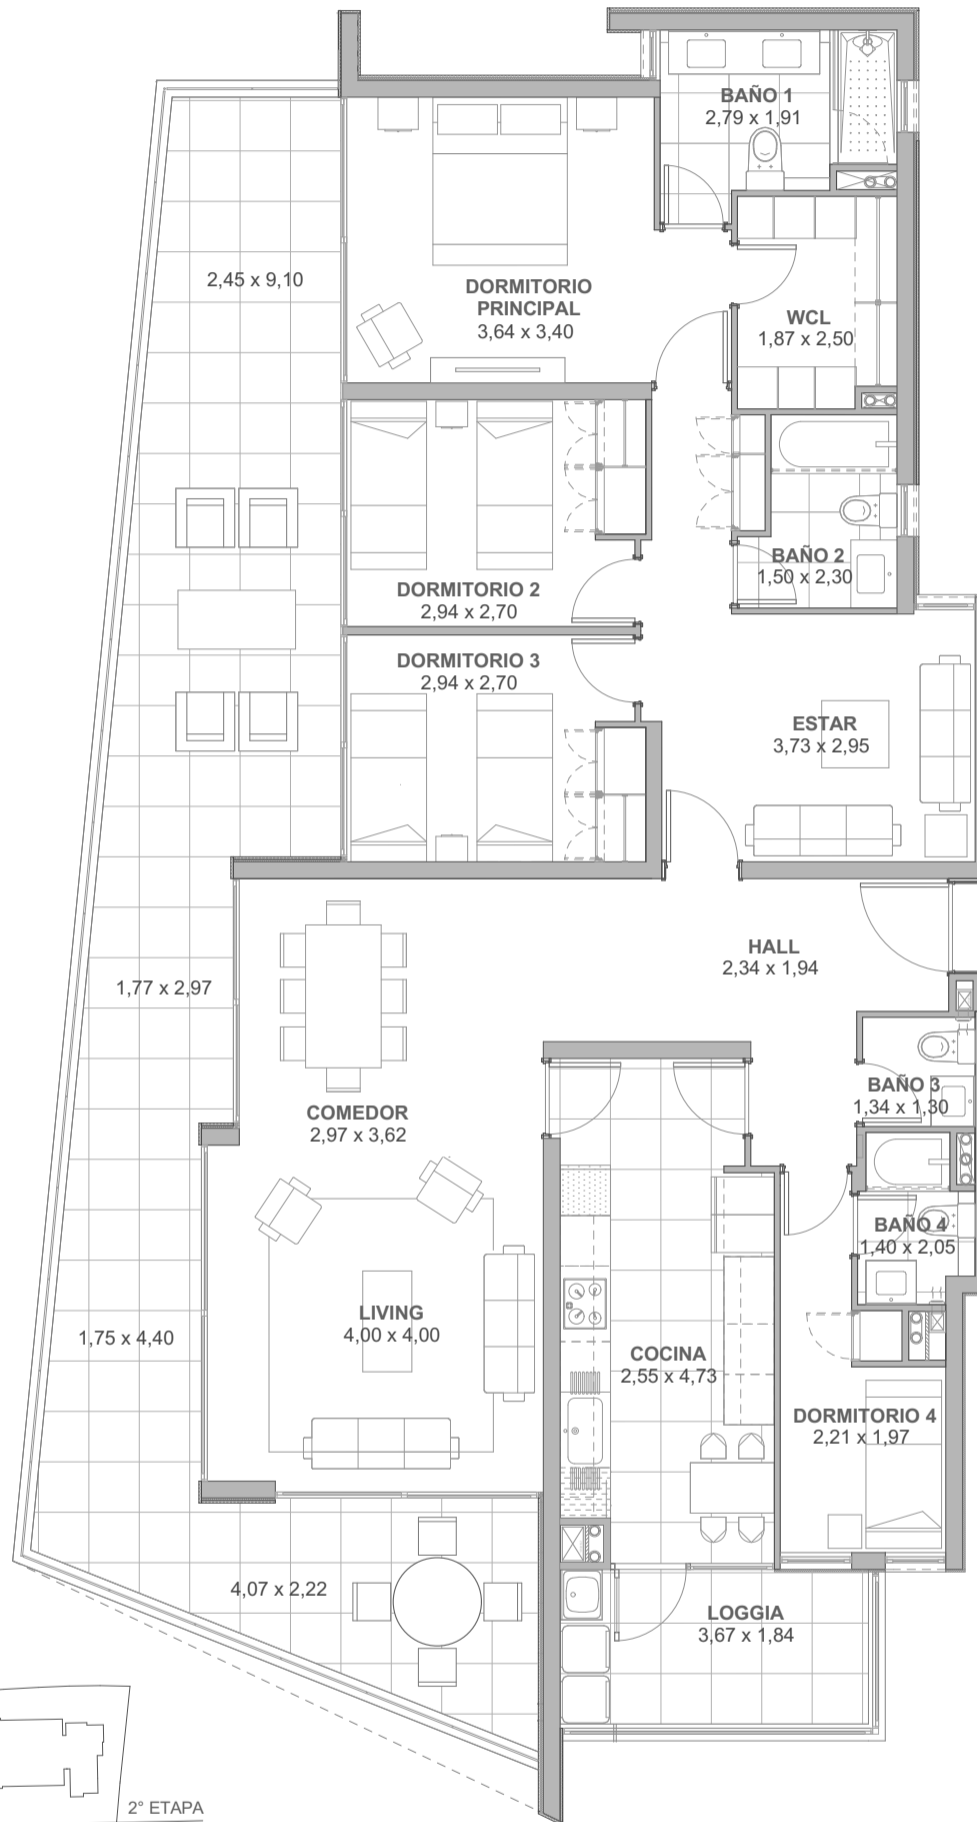 BAÑO 1
2,79 x 1,91
2,45 x 9,10
DORMITORIO
PRINCIPAL
3,64 x 3,40
WCL
1,87 x 2,50
BAÑO 2
1,50 x 2,30
DORMITORIO 2
2,94 x 2,70
DORMITORIO 3
2,94 x 2,70
ESTAR
3,73 x 2,95
HALL
2,34 x 1,94
1,77 x 2,97
BAÑO 3
1,34 x 1,30
COMEDOR
2,97 x 3,62
BAÑO 4
1,40 x 2,05
LIVING
4,00 x 4,00
1,75 x 4,40
COCINA
2,55 x 4,73
DORMITORIO 4
2,21 x 1,97
4,07 x 2,22
LOGGIA
3,67 x 1,84
2° ETAPA